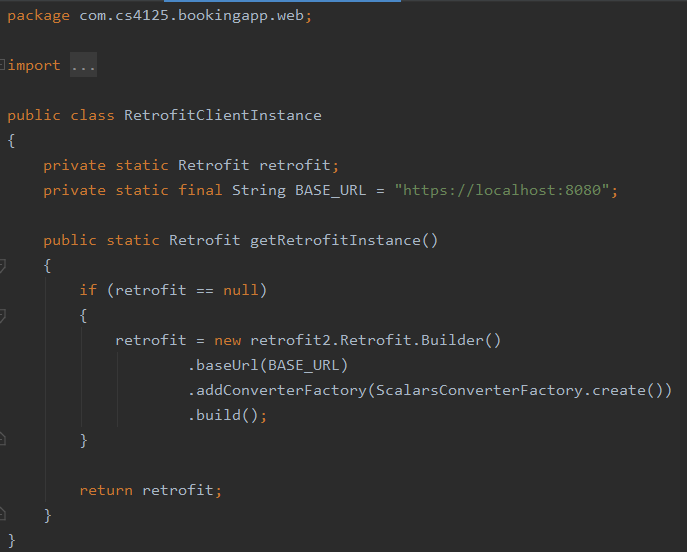 package com.cs4125.bookingapp.web;
import ...
public class RetrofitClientInstance
{
private static Retrofit retrofit;
private static final String BASE_URL = "https://localhost:8080";
public static Retrofit getRetrofitInstance()
{
if (retrofit == null)
{
retrofit = new retrofit2.Retrofit.Builder()
.baseUrl(BASE_URL)
.addConverterFactory(ScalarsConverterFactory.create())
.build();
}
return retrofit;
}
}